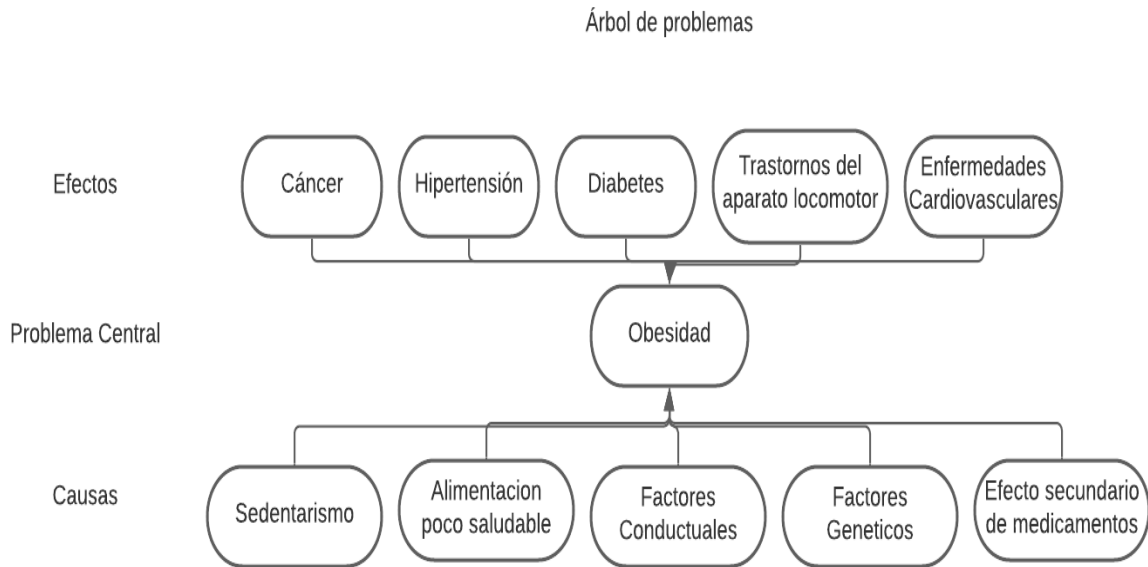 Árbol de problemas
Efectos
Cáncer
Hipertensión
Diabetes
Trastornos del
aparato locomotor
Enfermedades
Cardiovasculares
Problema Central
Obesidad
Causas
Sedentarismo
Alimentacion
poco saludable
Factores
Conductuales
Factores
Geneticos
Efecto secundario
de medicamentos